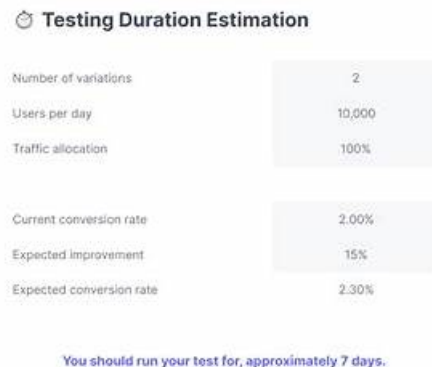 Testing Duration Estimation
Number of variations 2
Users per day 10,000
Traffic allocation 100%
Current conversion rate 2.00%
Expected improvement 15%
Expected conversion rate 2.30%
You should run your test for, approximately 7 days.